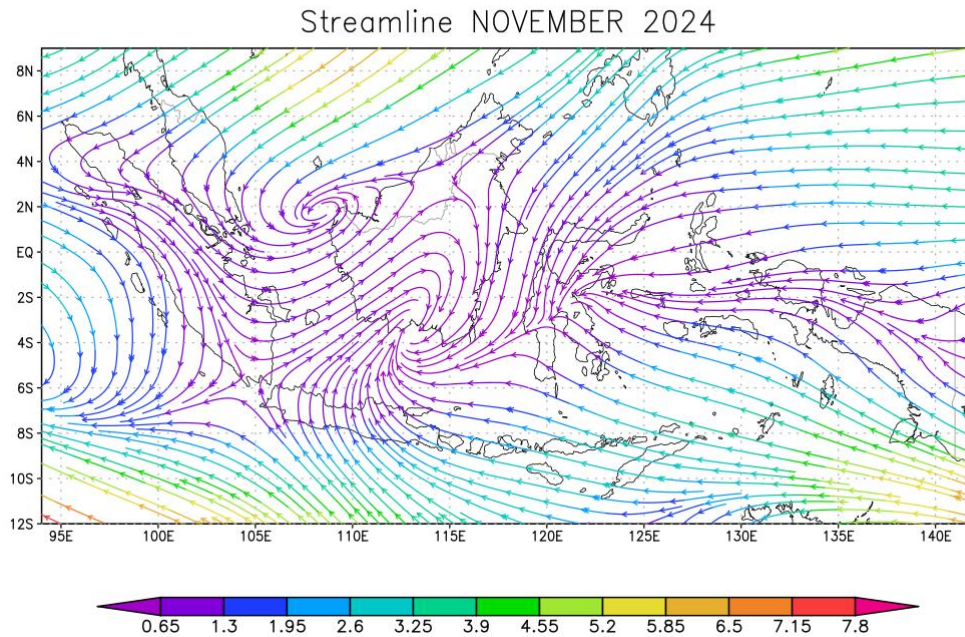 Streamline NOVEMBER 2024
8N
6N
4N
2N
EQ
2S
4S
6S
8S
10S
12S
95E 100E 105E 110E 115E 120E 125E 130E 135E 140E
0.65 1.3 1.95 2.6 3.25 3.9 4.55 5.2 5.85 6.5 7.15 7.8